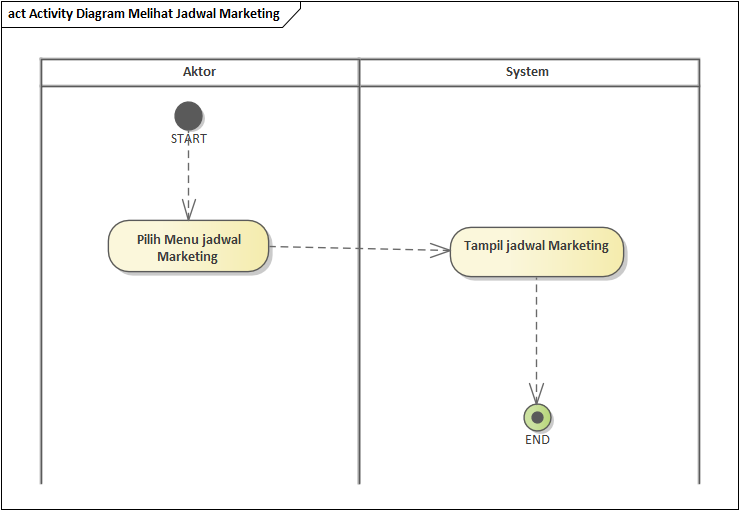 act Activity Diagram Melihat Jadwal Marketing
Aktor
System
START
Pilih Menu jadwal
Marketing
Tampil jadwal Marketing
END